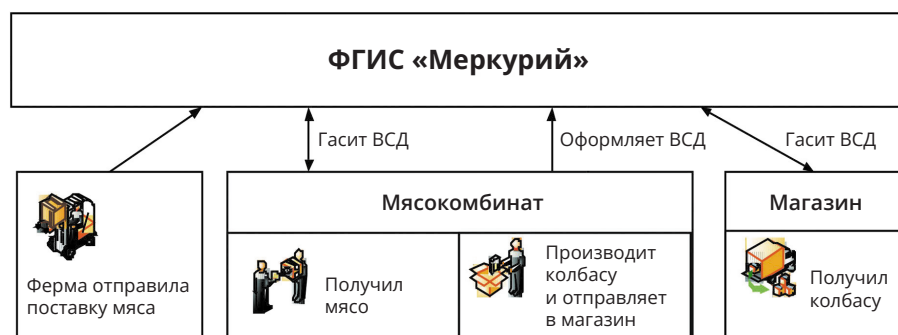 ФГИС «Меркурий»
Гасит ВСД
Оформляет ВСД
Гасит ВСД
Ферма отправила
поставку мяса
Мясокомбинат
Получил
мясо
Производит
колбасу
и отправляет
в магазин
Магазин
Получил
колбасу